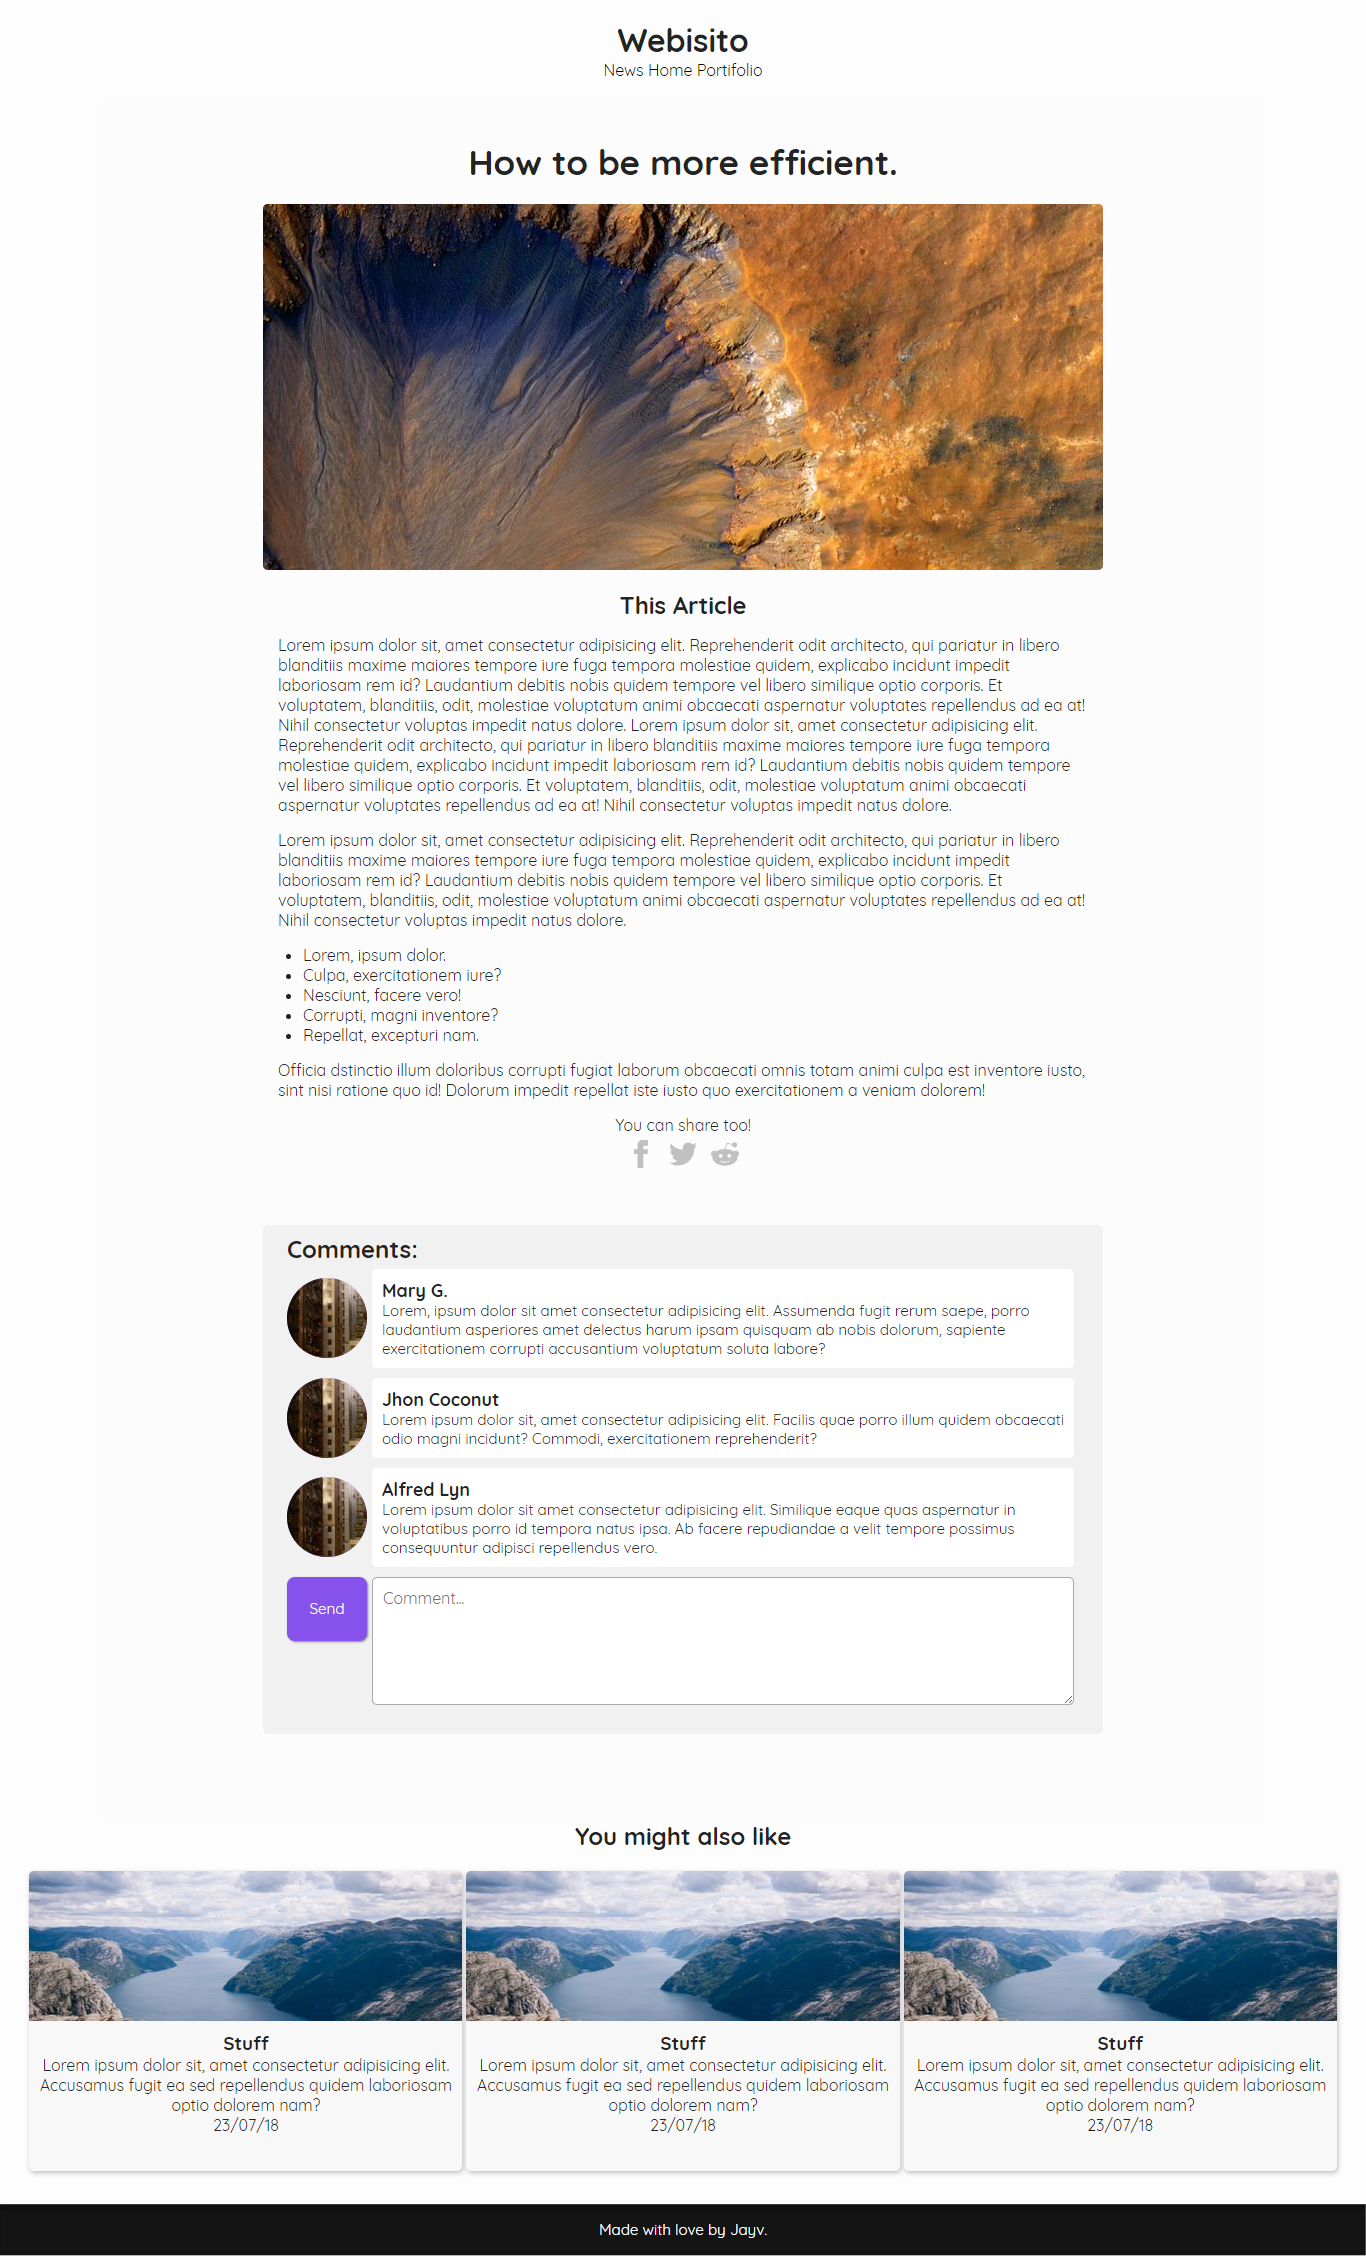 Webisito
News Home Portifolio
How to be more efficient.
This Article
Lorem ipsum dolor sit, amet consectetur adipisicing elit. Reprehenderit odit architecto, qui pariatur in libero
blanditiis maxime maiores tempore iure fuga tempora molestiae quidem, explicabo incidunt impedit
laboriosam rem id? Laudantium debitis nobis quidem tempore vel libero similique optio corporis. Et
voluptatem, blanditiis, odit, molestiae voluptatum animi obcaecati aspernatur voluptates repellendus ad ea at!
Nihil consectetur voluptas impedit natus dolore. Lorem ipsum dolor sit, amet consectetur adipisicing elit.
Reprehenderit odit architecto, qui pariatur in libero blanditiis maxime maiores tempore iure fuga tempora
molestiae quidem, explicabo incidunt impedit laboriosam rem id? Laudantium debitis nobis quidem tempore
vel libero similique optio corporis. Et voluptatem, blanditiis, odit, molestiae voluptatum animi obcaecati
aspernatur voluptates repellendus ad ea at! Nihil consectetur voluptas impedit natus dolore.
Lorem ipsum dolor sit, amet consectetur adipisicing elit. Reprehenderit odit architecto, qui pariatur in libero
blanditiis maxime maiores tempore iure fuga tempora molestiae quidem, explicabo incidunt impedit
laboriosam rem id? Laudantium debitis nobis quidem tempore vel libero similique optio corporis. Et
voluptatem, blanditiis, odit, molestiae voluptatum animi obcaecati aspernatur voluptates repellendus ad ea at!
Nihil consectetur voluptas impedit natus dolore.
• Lorem, ipsum dolor.
• Culpa, exercitationem iure?
• Nesciunt, facere vero!
• Corrupti, magni inventore?
• Repellat, excepturi nam.
Officia dstinctio illum doloribus corrupti fugiat laborum obcaecati omnis totam animi culpa est inventore iusto,
sint nisi ratione quo id! Dolorum impedit repellat iste iusto quo exercitationem a veniam dolorem!
You can share too!
Comments:
Mary G.
Lorem, ipsum dolor sit amet consectetur adipisicing elit. Assumenda fugit rerum saepe, porro
laudantium asperiores amet delectus harum ipsam quisquam ab nobis dolorum, sapiente
exercitationem corrupti accusantium voluptatum soluta labore?
Jhon Coconut
Lorem ipsum dolor sit, amet consectetur adipisicing elit. Facilis quae porro illum quidem obcaecati
odio magni incidunt? Commodi, exercitationem reprehenderit?
Alfred Lyn
Lorem ipsum dolor sit amet consectetur adipisicing elit. Similique eaque quas aspernatur in
voluptatibus porro id tempora natus ipsa. Ab facere repudiandae a velit tempore possimus
consequuntur adipisci repellendus vero.
Send
Comment...
You might also like
Stuff
Lorem ipsum dolor sit, amet consectetur adipisicing elit.
Accusamus fugit ea sed repellendus quidem laboriosam
optio dolorem nam?
23/07/18
Stuff
Lorem ipsum dolor sit, amet consectetur adipisicing elit.
Accusamus fugit ea sed repellendus quidem laboriosam
optio dolorem nam?
23/07/18
Stuff
Lorem ipsum dolor sit, amet consectetur adipisicing elit.
Accusamus fugit ea sed repellendus quidem laboriosam
optio dolorem nam?
23/07/18
Made with love by Jayv.